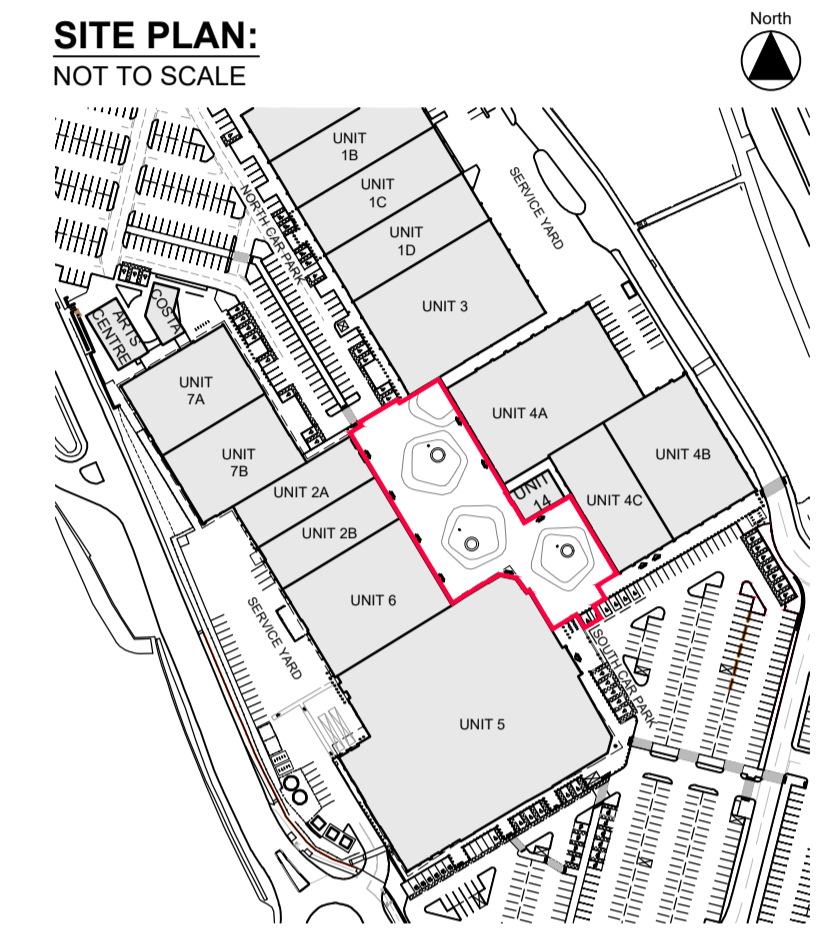 SITE PLAN:
NOT TO SCALE
North
UNIT
1B
UNIT
1C
UNIT
1D
UNIT 3
NORTH CAR PARK
SERVICE YARD
COSTA
ARTS
CENTRE
UNIT
7A
UNIT
7B
UNIT 2A
UNIT 2B
UNIT 6
UNIT 4A
UNIT 4B
UNIT 4C
UNIT
14
SERVICE YARD
UNIT 5
SOUTH CAR PARK